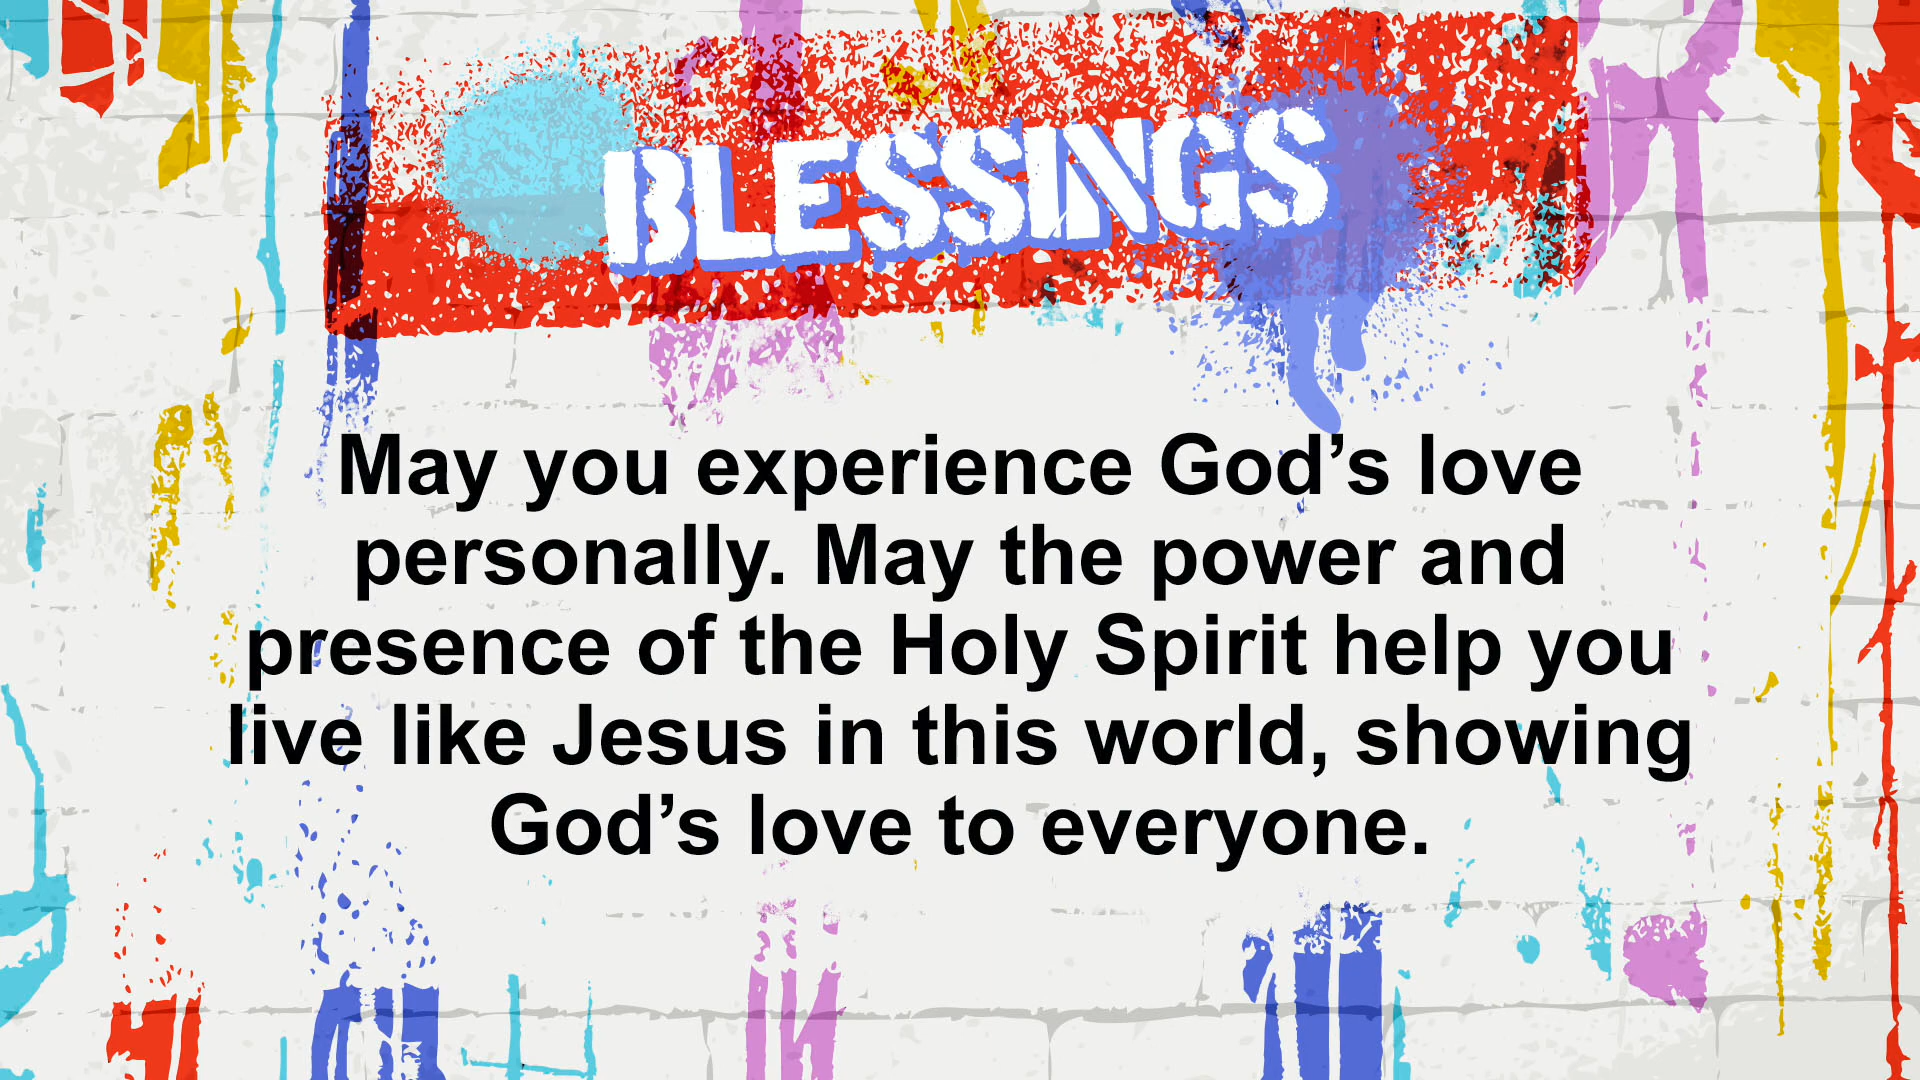 BLESSINGS
May you experience God’s love
personally. May the power and
presence of the Holy Spirit help you
live like Jesus in this world, showing
God’s love to everyone.